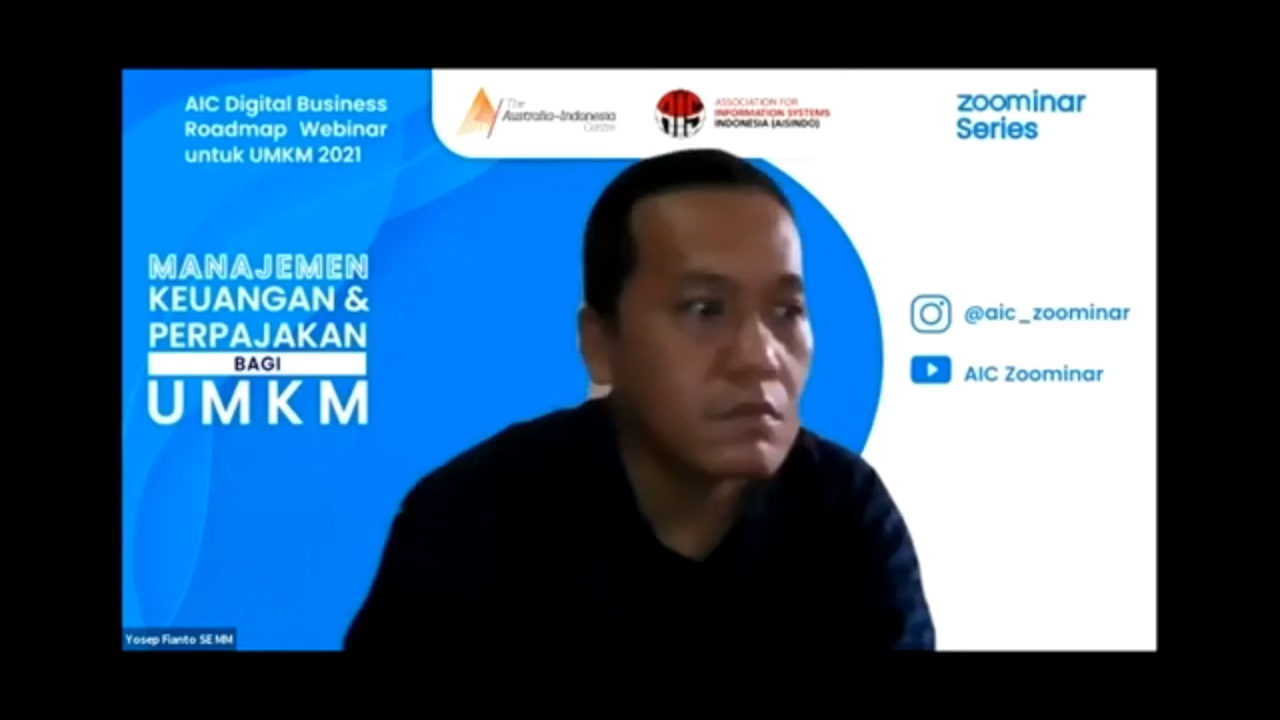 AIC Digital Business
Roadmap Webinar
untuk UMKM 2021
The
Australia-Indonesia
Centre
AIC
ASSOCIATION FOR
INFORMATION SYSTEMS
INDONESIA (AISINDO)
zoominar
Series
MANAJEMEN
KEUANGAN &
PERPAJAKAN
BAGI
UMKM
@aic_zoominar
AIC Zoominar
Yosep Fianto SE MM